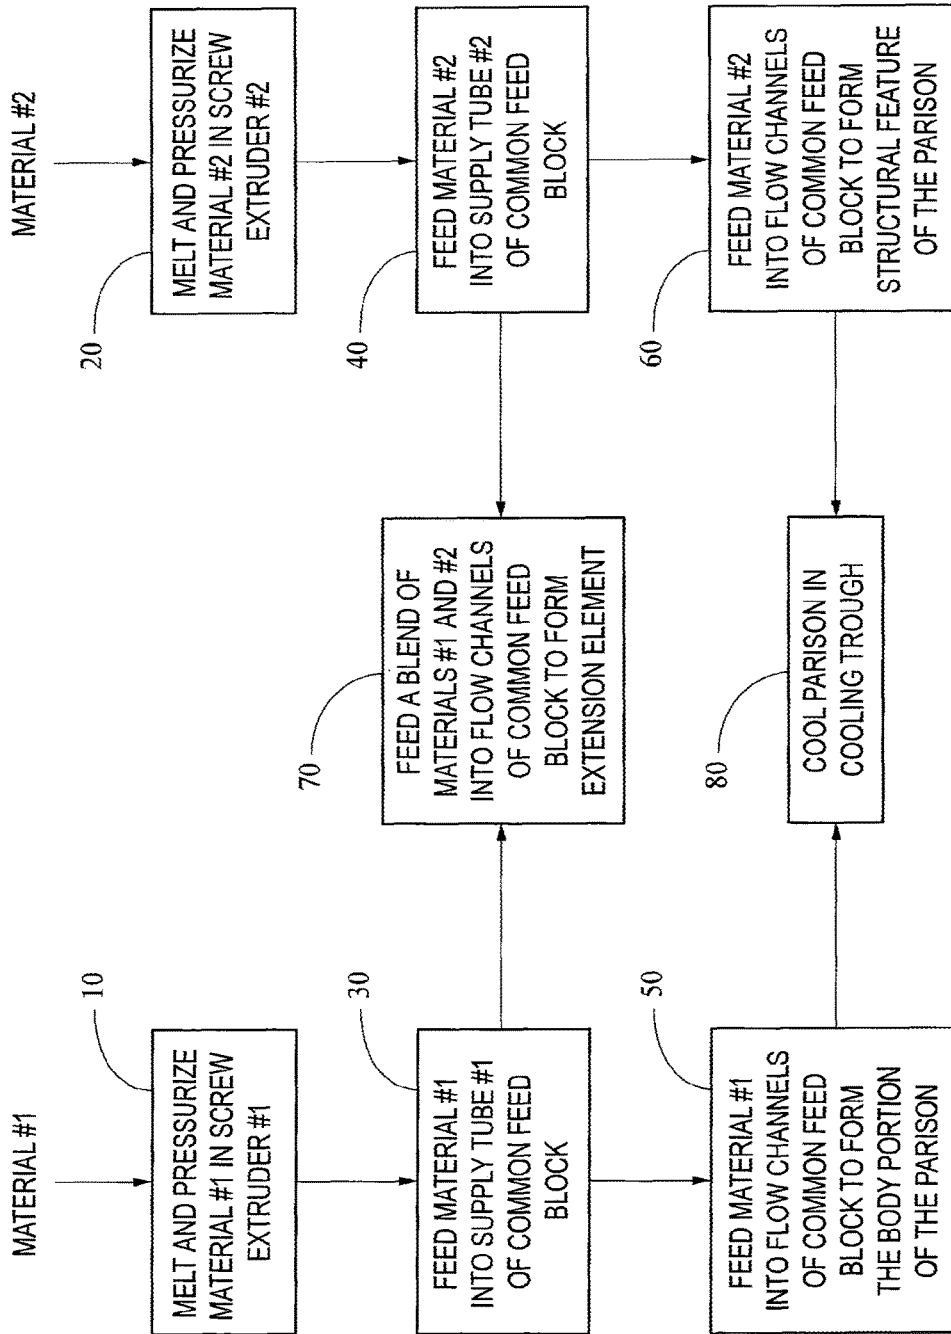 MATERIAL #1
10
MELT AND PRESSURIZE
MATERIAL #1 IN SCREW
EXTRUDER #1
30
FEED MATERIAL #1
INTO SUPPLY TUBE #1
OF COMMON FEED
BLOCK
50
FEED MATERIAL #1
INTO FLOW CHANNELS
OF COMMON FEED
BLOCK TO FORM
THE BODY PORTION
OF THE PARISON
70
FEED A BLEND OF
MATERIALS #1 AND #2
INTO FLOW CHANNELS
OF COMMON FEED
BLOCK TO FORM
EXTENSION ELEMENT
80
COOL PARISON IN
COOLING TROUGH
MATERIAL #2
20
MELT AND PRESSURIZE
MATERIAL #2 IN SCREW
EXTRUDER #2
40
FEED MATERIAL #2
INTO SUPPLY TUBE #2
OF COMMON FEED
BLOCK
60
FEED MATERIAL #2
INTO FLOW CHANNELS
OF COMMON FEED
BLOCK TO FORM
STRUCTURAL FEATURE
OF THE PARISON